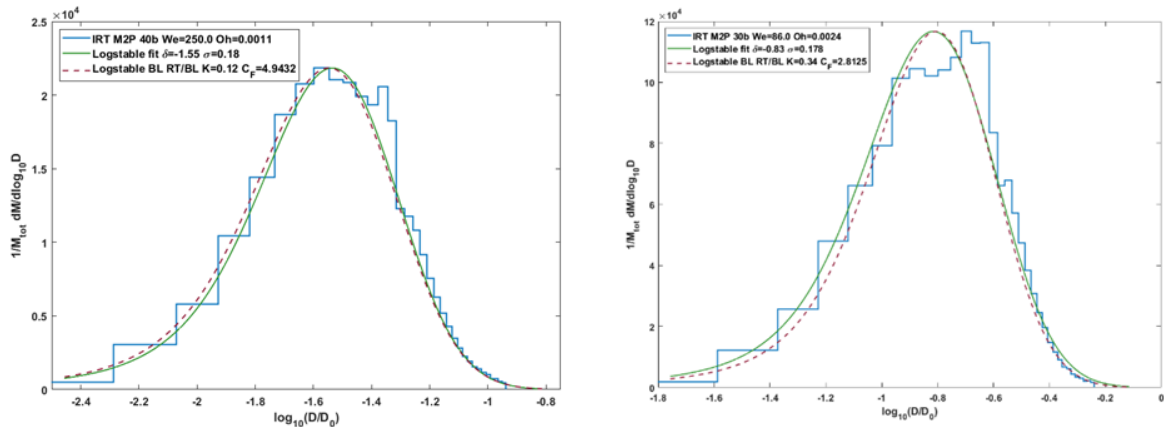 2.5 ×10⁴
IRT M2P 40b We=250.0 Oh=0.0011
Logstable fit δ=-1.55 σ=0.18
Logstable BL RT/BL K=0.12 C_F=4.9432
2
1.5
1
0.5
0
1/M_tot dM/dlog₁₀D
-2.4 -2.2 -2 -1.8 -1.6 -1.4 -1.2 -1 -0.8
log₁₀(D/D₀)
12 ×10⁴
IRT M2P 30b We=86.0 Oh=0.0024
Logstable fit δ=-0.83 σ=0.178
Logstable BL RT/BL K=0.34 C_F=2.8125
10
8
6
4
2
0
1/M_tot dM/dlog₁₀D
-1.8 -1.6 -1.4 -1.2 -1 -0.8 -0.6 -0.4 -0.2 0
log₁₀(D/D₀)